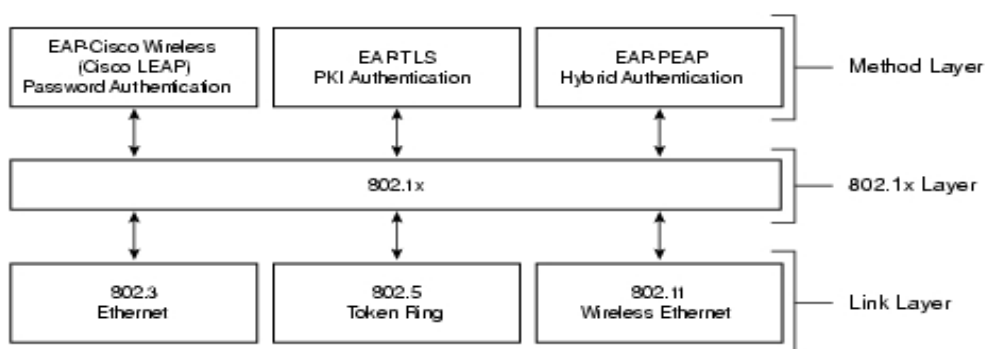 EAP-Cisco Wireless
(Cisco LEAP)
Password Authentication
EAP-TLS
PKI Authentication
EAP-PEAP
Hybrid Authentication
Method Layer
802.1x
802.1x Layer
802.3
Ethernet
802.5
Token Ring
802.11
Wireless Ethernet
Link Layer